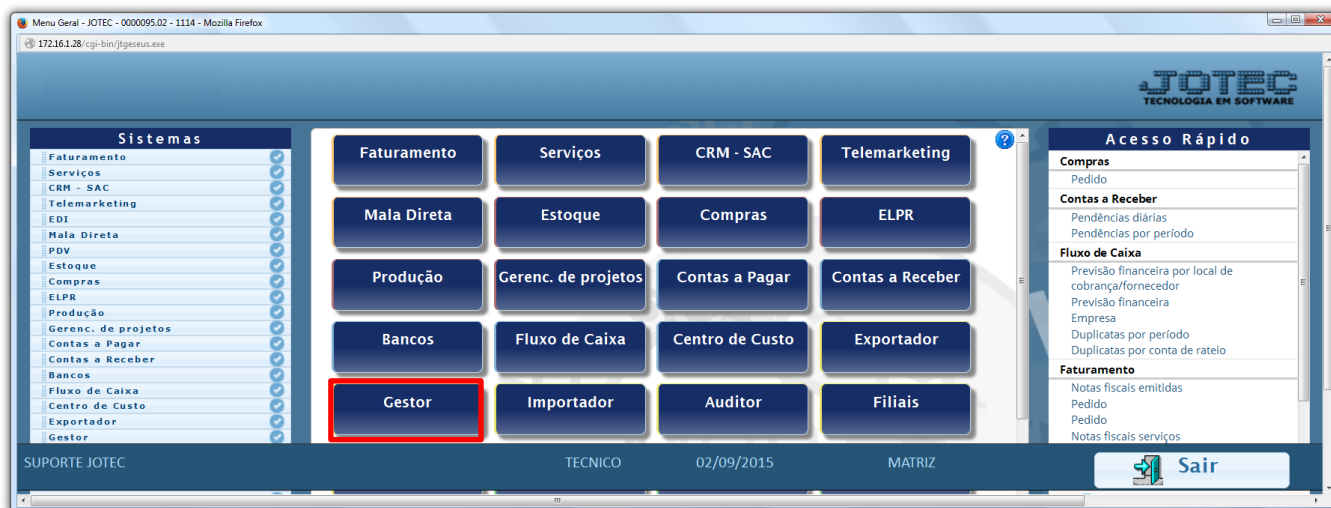 Menu Geral - JOTEC - 0000095.02 - 1114 - Mozilla Firefox
172.16.1.28/cgi-bin/jtgeseus.exe
JOTEC
TECNOLOGIA EM SOFTWARE
Sistemas
Faturamento
Serviços
CRM - SAC
Telemarketing
EDI
Mala Direta
PDV
Estoque
Compras
ELPR
Produção
Gerenc. de projetos
Contas a Pagar
Contas a Receber
Bancos
Fluxo de Caixa
Centro de Custo
Exportador
Gestor
Faturamento
Serviços
CRM - SAC
Telemarketing
Mala Direta
Estoque
Compras
ELPR
Produção
Gerenc. de projetos
Contas a Pagar
Contas a Receber
Bancos
Fluxo de Caixa
Centro de Custo
Exportador
Gestor
Importador
Auditor
Filiais
?
Acesso Rápido
Compras
Pedido
Contas a Receber
Pendências diárias
Pendências por período
Fluxo de Caixa
Previsão financeira por local de
cobrança/fornecedor
Previsão financeira
Empresa
Duplicatas por período
Duplicatas por conta de rateio
Faturamento
Notas fiscais emitidas
Pedido
Pedido
Notas fiscais serviços
SUPORTE JOTEC
TECNICO
02/09/2015
MATRIZ
Sair